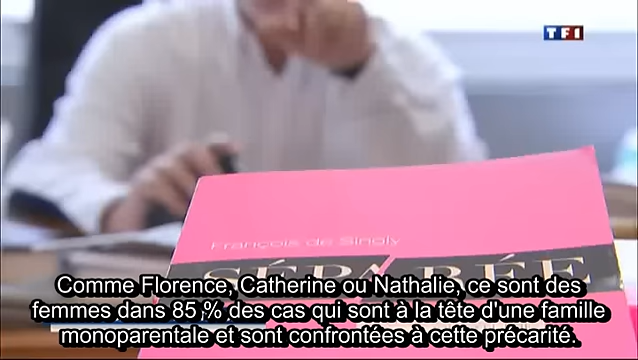 TF1
François de Singly
SÉPARÉE
Comme Florence, Catherine ou Nathalie, ce sont des
femmes dans 85 % des cas qui sont à la tête d'une famille
monoparentale et sont confrontées à cette précarité.